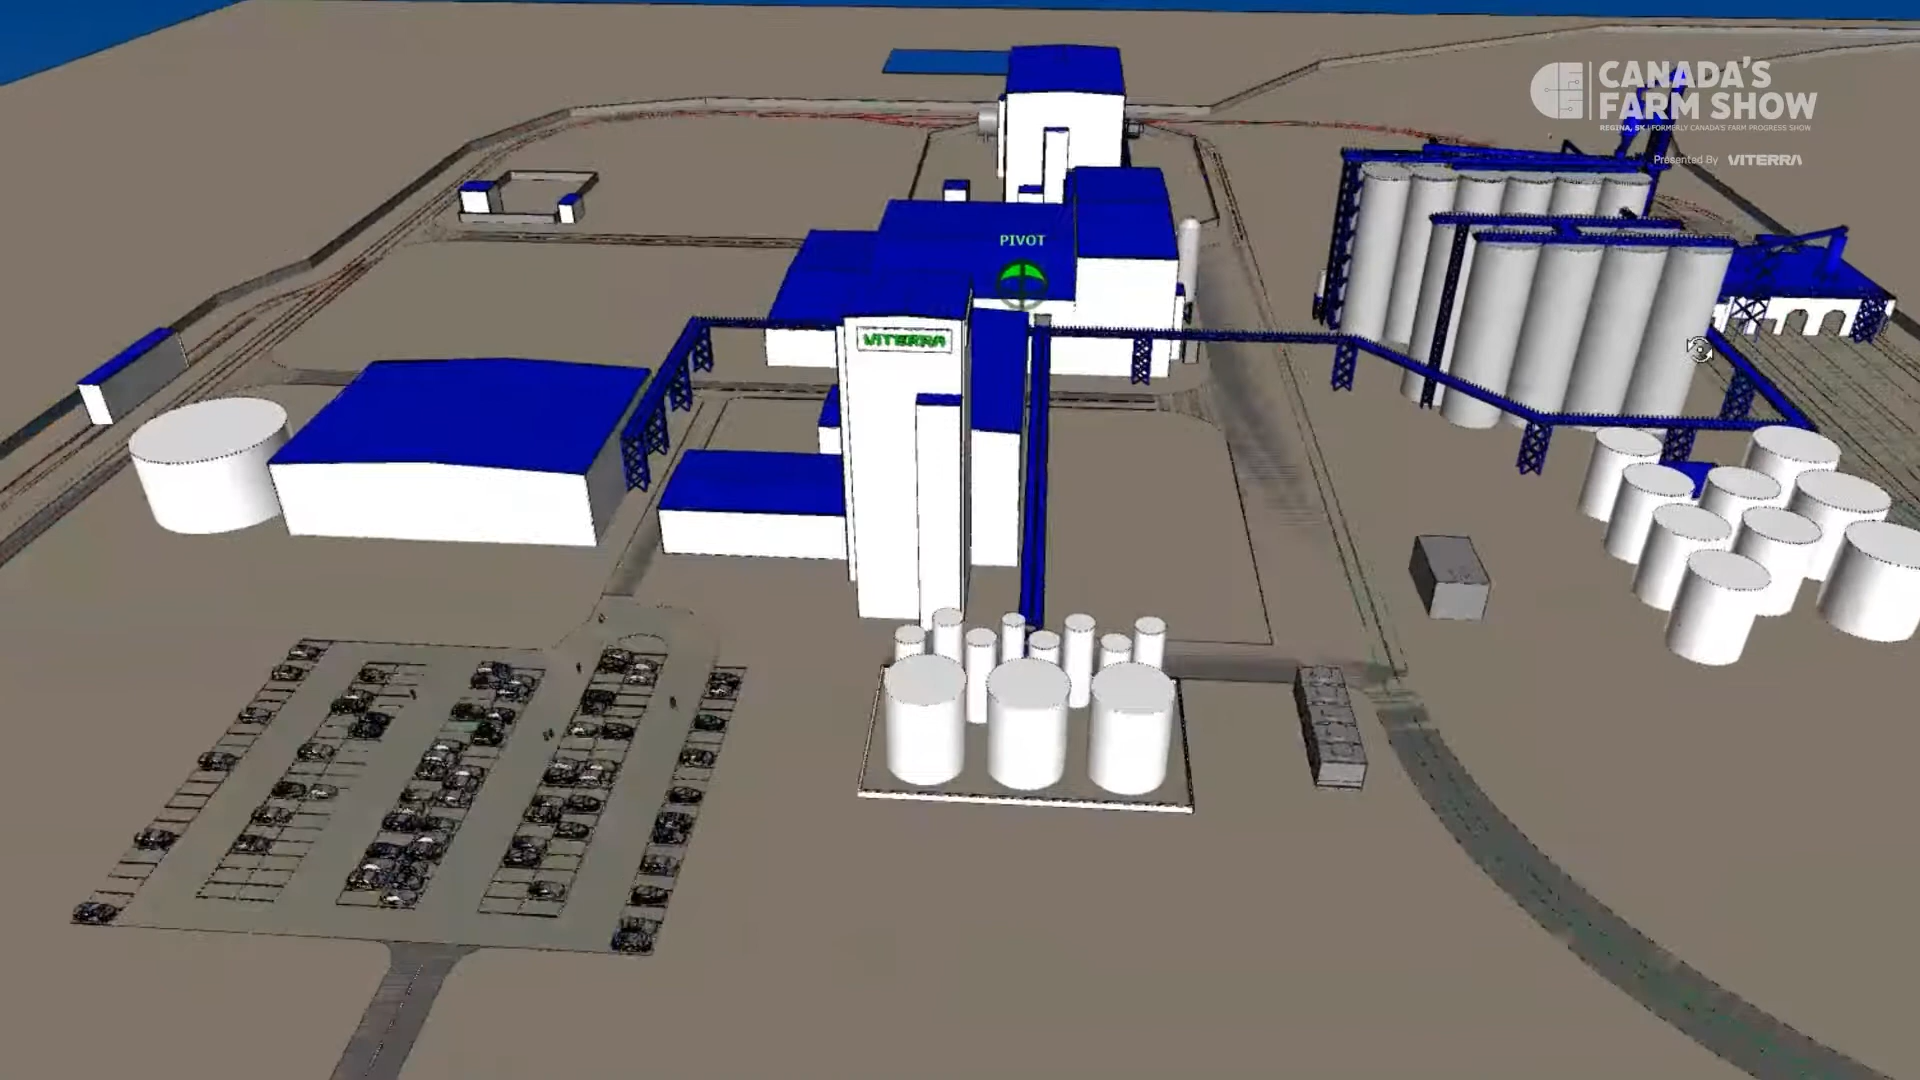 CANADA'S
FARM SHOW
REGINA, SK | FORMERLY CANADA'S FARM PROGRESS SHOW
Presented By VITERRA
PIVOT
VITERRA